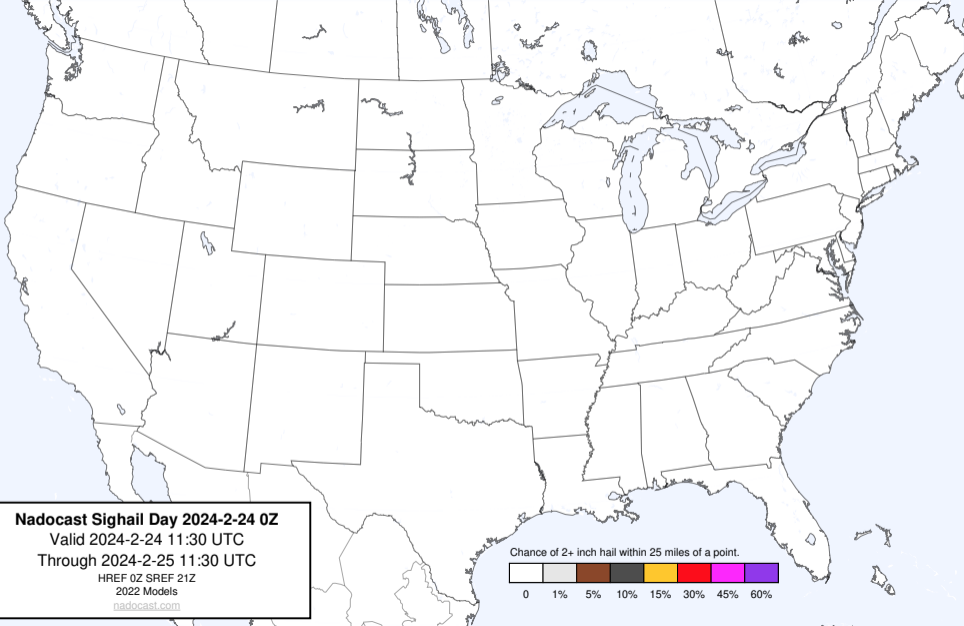 Nadocast Sighail Day 2024-2-24 0Z
Valid 2024-2-24 11:30 UTC
Through 2024-2-25 11:30 UTC
HREF 0Z SREF 21Z
2022 Models
nadocast.com
Chance of 2+ inch hail within 25 miles of a point.
0 1% 5% 10% 15% 30% 45% 60%